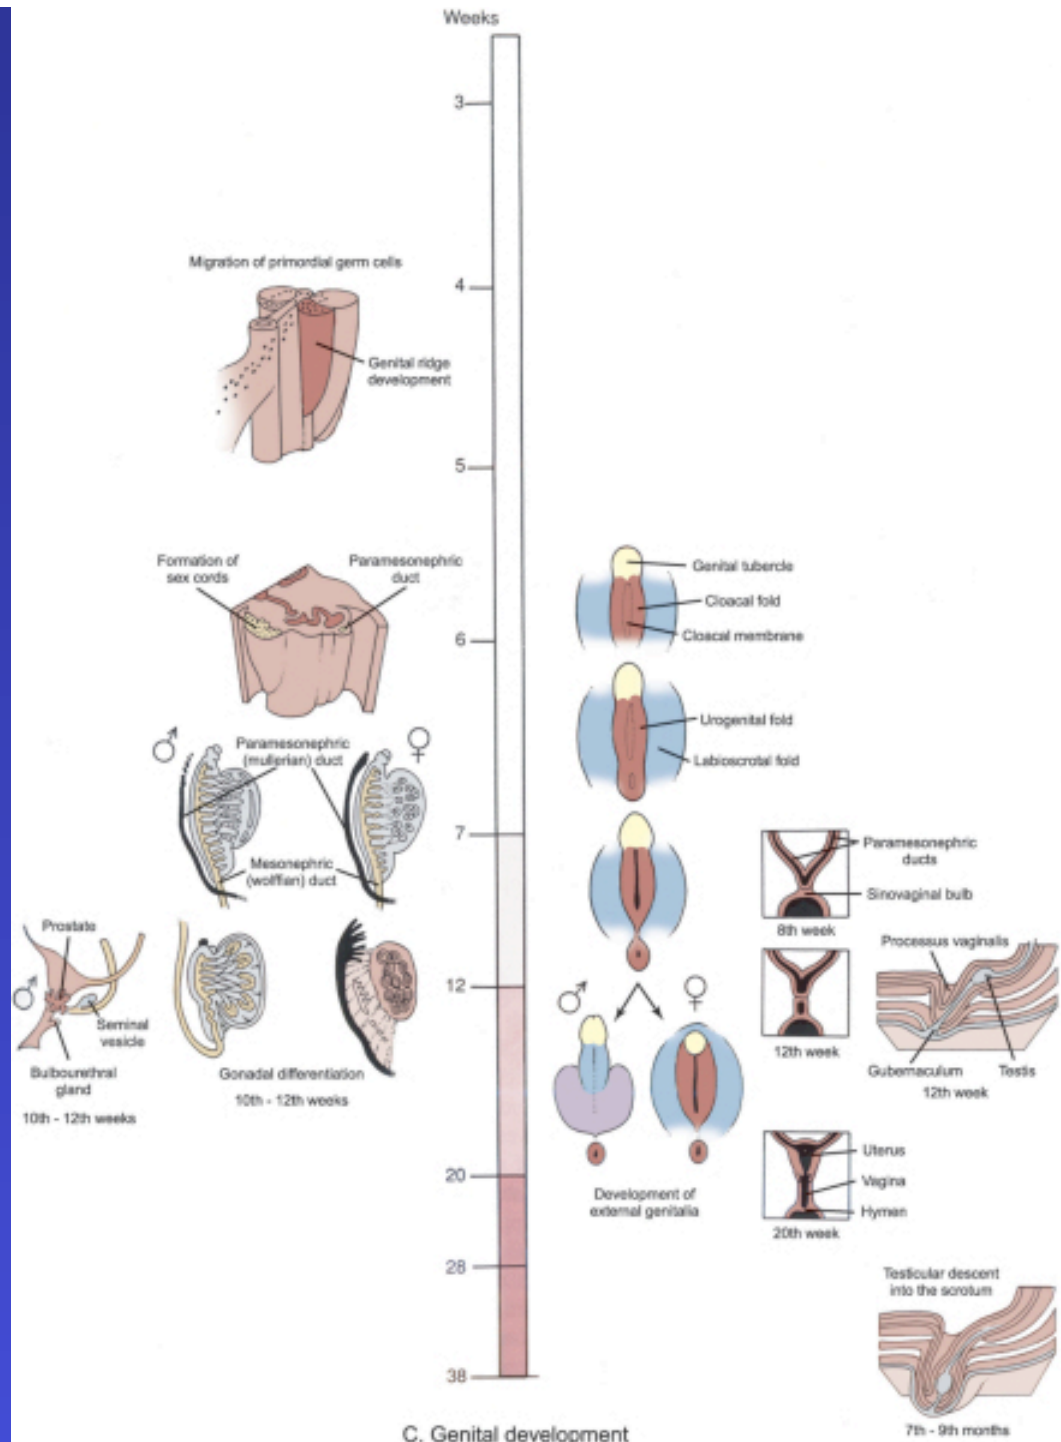 Weeks
3
Migration of primordial germ cells
4
Genital ridge
development
5
Formation of
sex cords
Paramesonephric
duct
Genital tubercle
Cloacal fold
Cloacal membrane
6
Urogenital fold
Labioscrotal fold
♂
Paramesonephric
(mullerian) duct
♀
7
Paramesonephric
ducts
Mesonephric
(wolffian) duct
Sinovaginal bulb
8th week
Prostate
♂
Seminal
vesicle
Bulbourethral
gland
10th - 12th weeks
Gonadal differentiation
10th - 12th weeks
12
♂
♀
Processus vaginalis
12th week
Gubernaculum
Testis
12th week
20
Development of
external genitalia
Uterus
Vagina
Hymen
20th week
28
Testicular descent
into the scrotum
38
7th - 9th months
C. Genital development